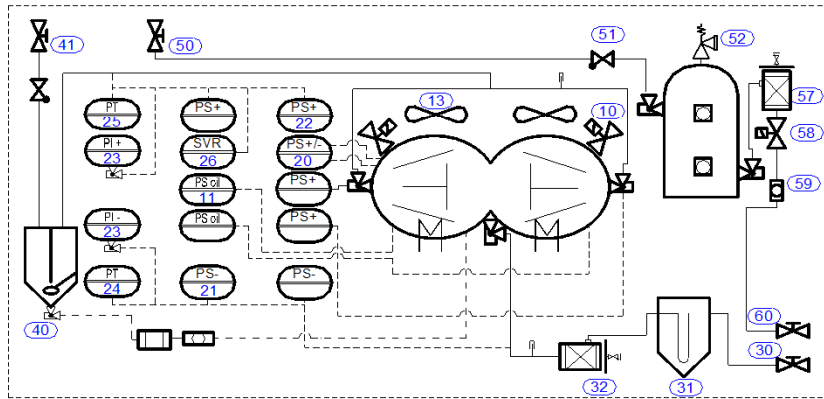 41
50
51
52
13
10
57
PT
25
PS+
PS+
22
58
PI +
23
SVR
26
PS+/-
20
59
PS oil
11
PS+
PI -
23
PS oil
PS+
PT
24
PS-
21
PS-
60
40
30
32
31